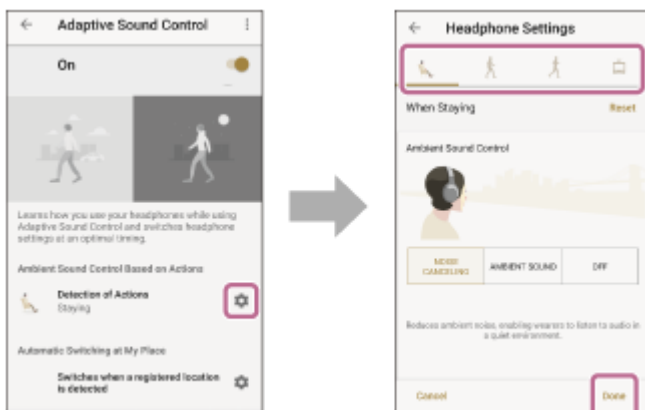 Adaptive Sound Control
On
Learns how you use your headphones while using
Adaptive Sound Control and switches headphone
settings at an optimal timing.
Ambient Sound Control Based on Actions
Detection of Actions
Staying
Automatic Switching at My Place
Switches when a registered location
is detected
Headphone Settings
When Staying
Reset
Ambient Sound Control
NOISE
CANCELING
AMBIENT SOUND
OFF
Reduces ambient noise, enabling wearers to listen to audio in
a quiet environment.
Cancel
Done